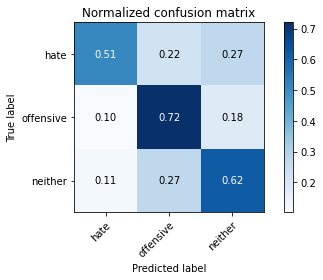 Normalized confusion matrix
True label
hate
offensive
neither
0.51 0.22 0.27
0.10 0.72 0.18
0.11 0.27 0.62
hate
offensive
neither
Predicted label
0.7
0.6
0.5
0.4
0.3
0.2